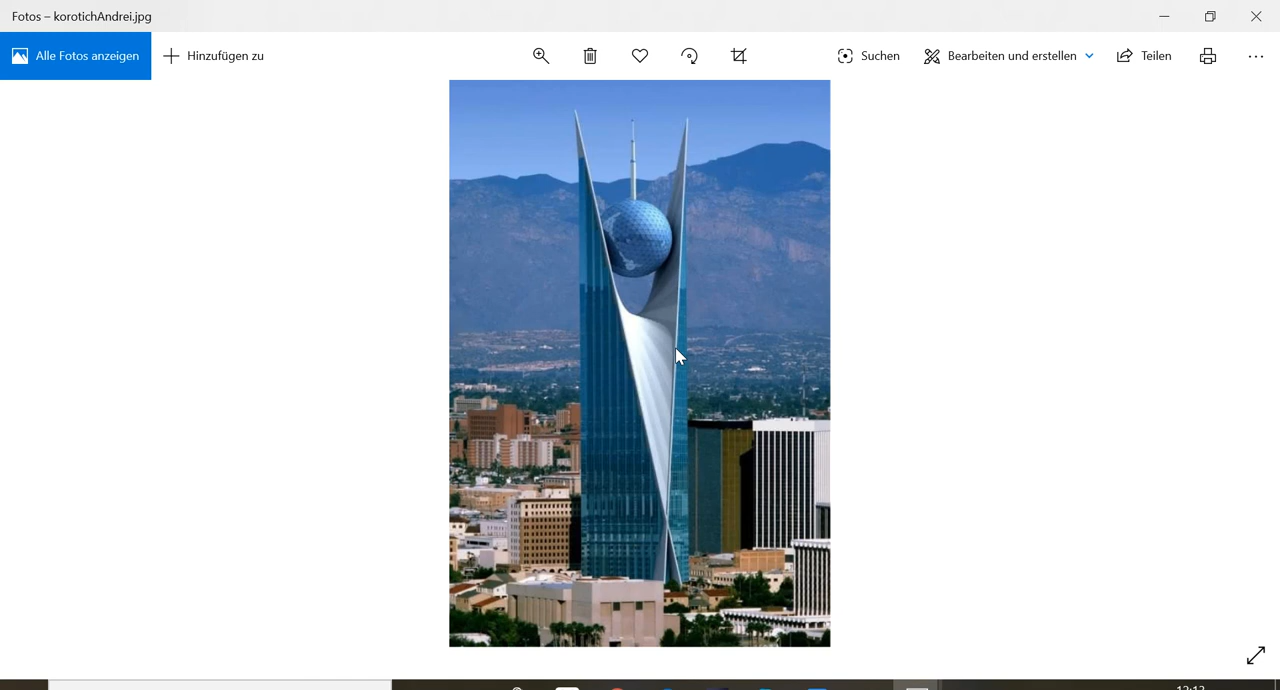 Fotos – korotichAndrei.jpg
Alle Fotos anzeigen
Hinzufügen zu
Suchen
Bearbeiten und erstellen
Teilen